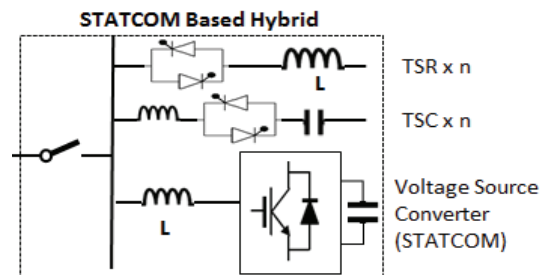 STATCOM Based Hybrid
L
TSR x n
TSC x n
L
Voltage Source
Converter
(STATCOM)